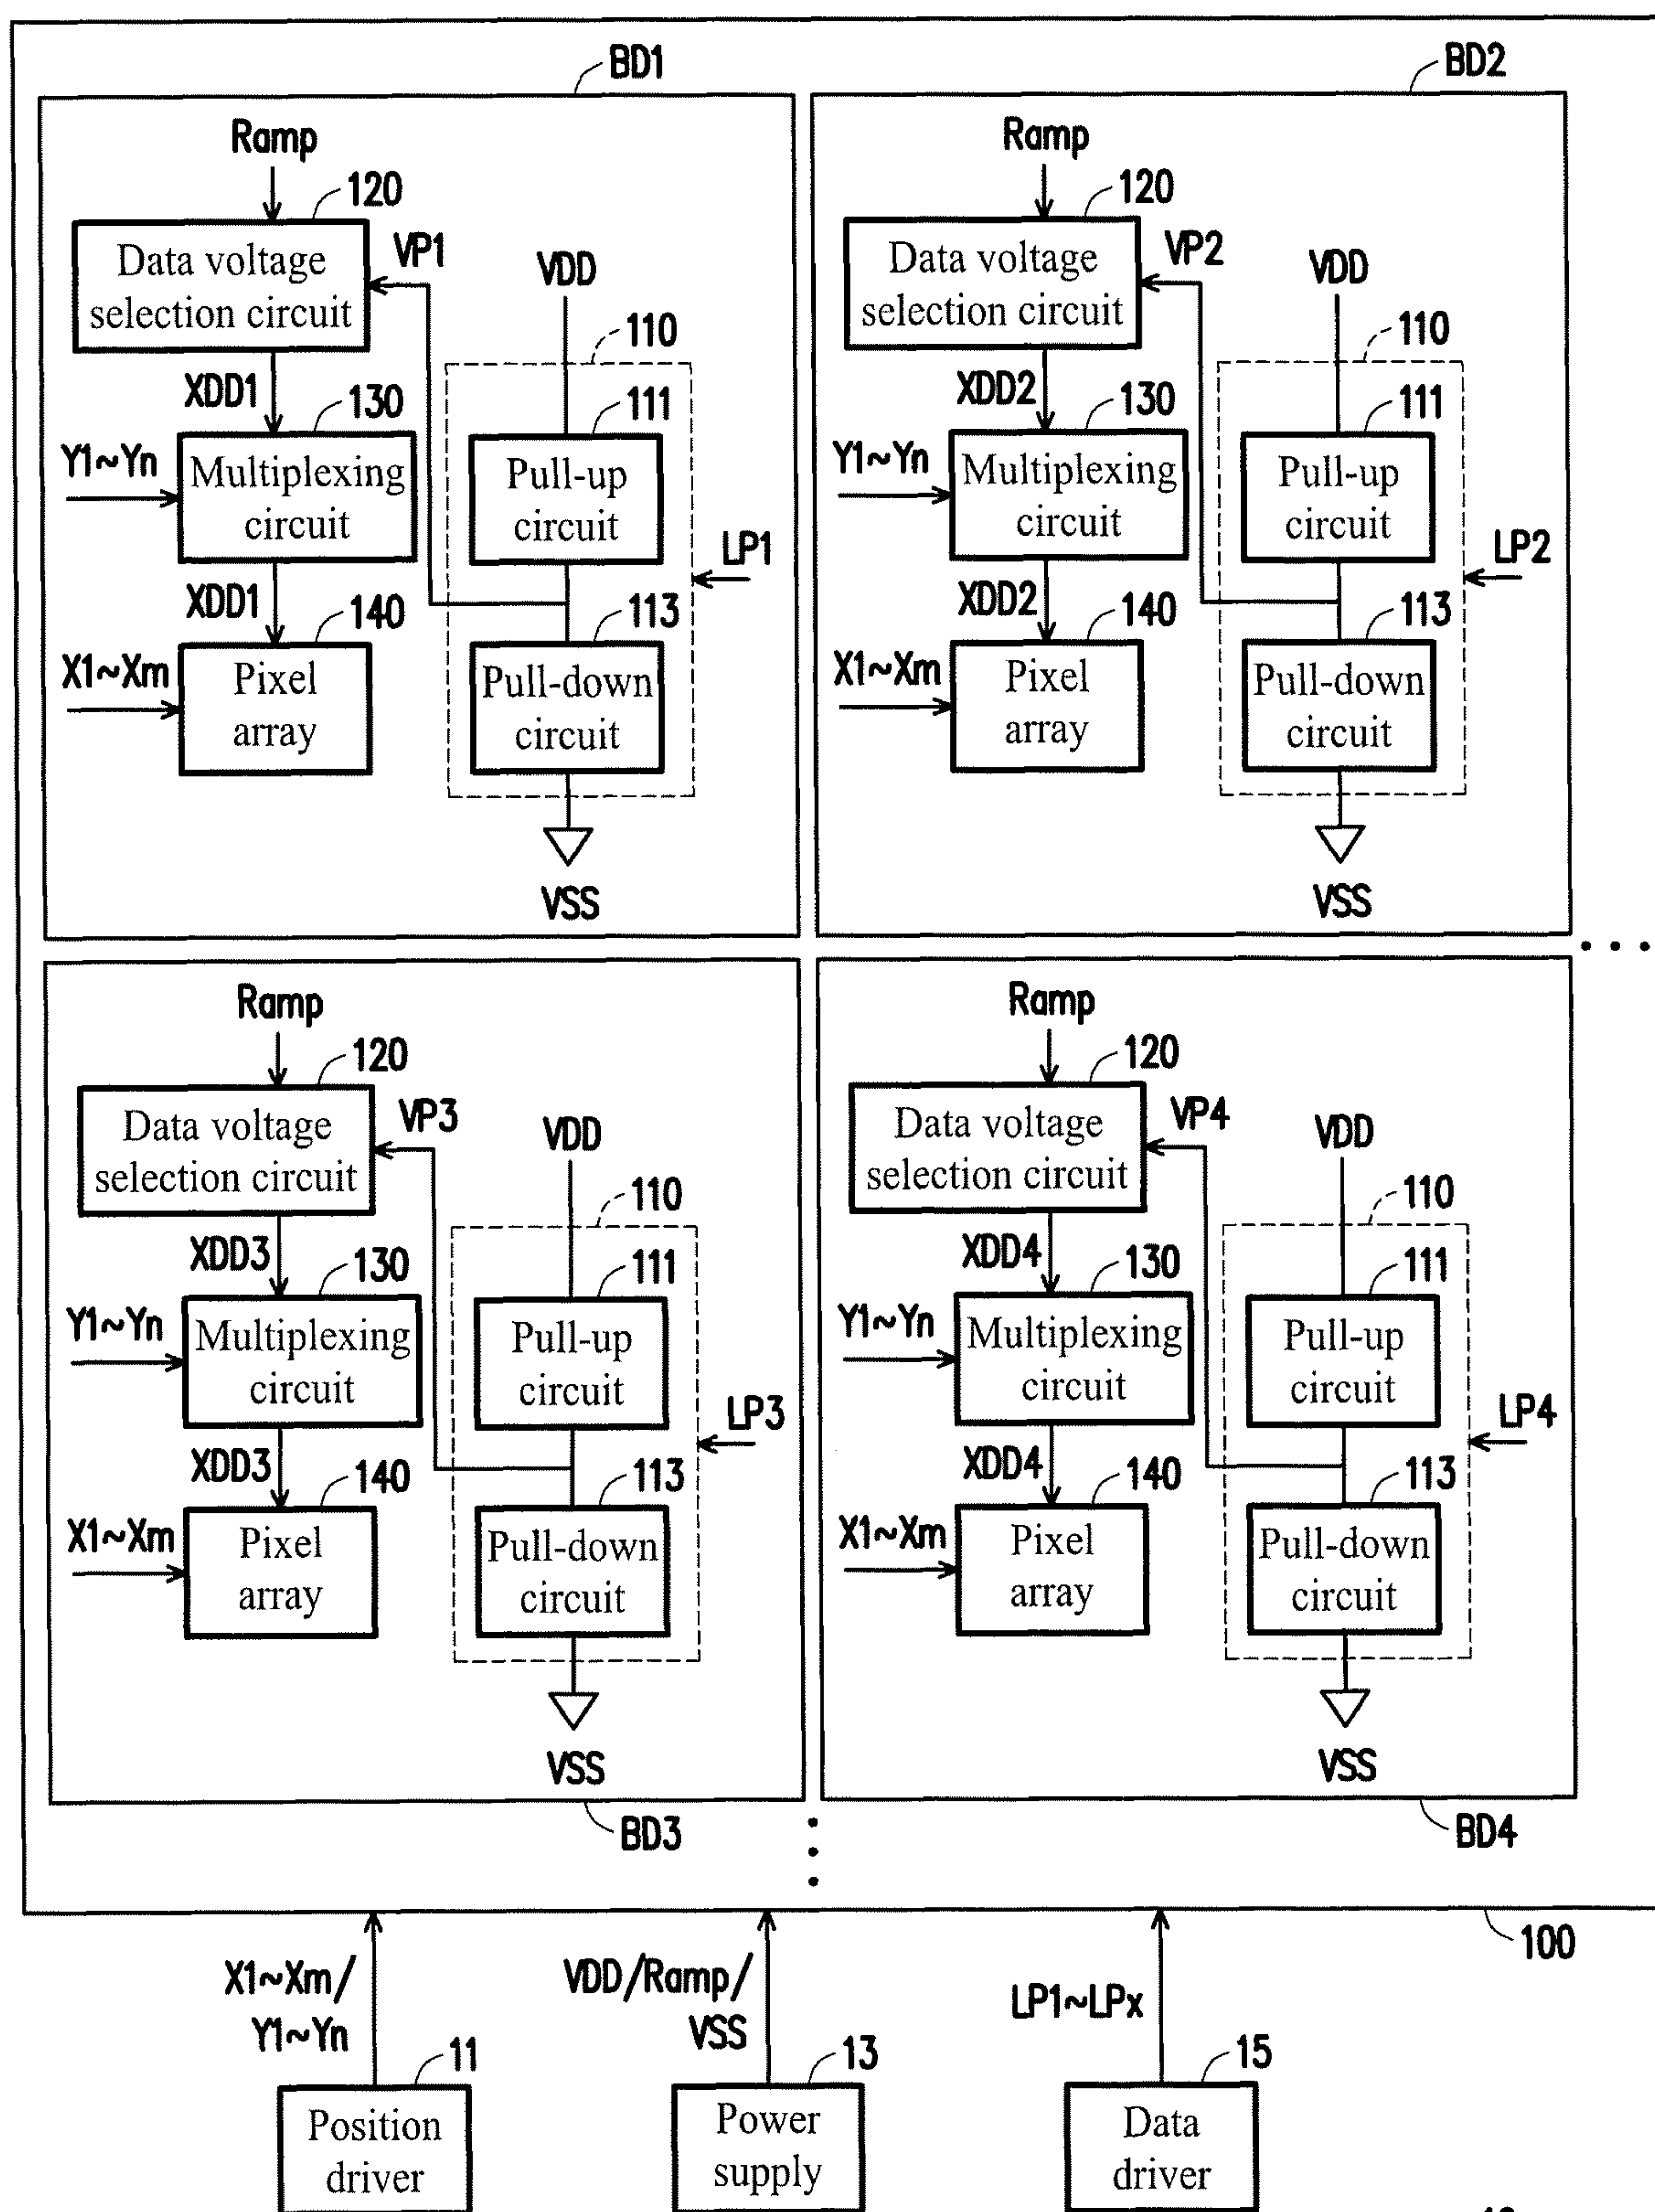 BD1
BD2
Ramp
120
Data voltage
selection circuit
VP1
VDD
110
XDD1
130
111
Y1~Yn
Multiplexing
circuit
Pull-up
circuit
LP1
XDD1
140
113
X1~Xm
Pixel
array
Pull-down
circuit
VSS
Ramp
120
Data voltage
selection circuit
VP2
VDD
110
XDD2
130
111
Y1~Yn
Multiplexing
circuit
Pull-up
circuit
LP2
XDD2
140
113
X1~Xm
Pixel
array
Pull-down
circuit
VSS
Ramp
120
Data voltage
selection circuit
VP3
VDD
110
XDD3
130
111
Y1~Yn
Multiplexing
circuit
Pull-up
circuit
LP3
XDD3
140
113
X1~Xm
Pixel
array
Pull-down
circuit
VSS
BD3
Ramp
120
Data voltage
selection circuit
VP4
VDD
110
XDD4
130
111
Y1~Yn
Multiplexing
circuit
Pull-up
circuit
LP4
XDD4
140
113
X1~Xm
Pixel
array
Pull-down
circuit
VSS
BD4
100
X1~Xm/
Y1~Yn
11
Position
driver
VDD/Ramp/
VSS
13
Power
supply
LP1~LPx
15
Data
driver